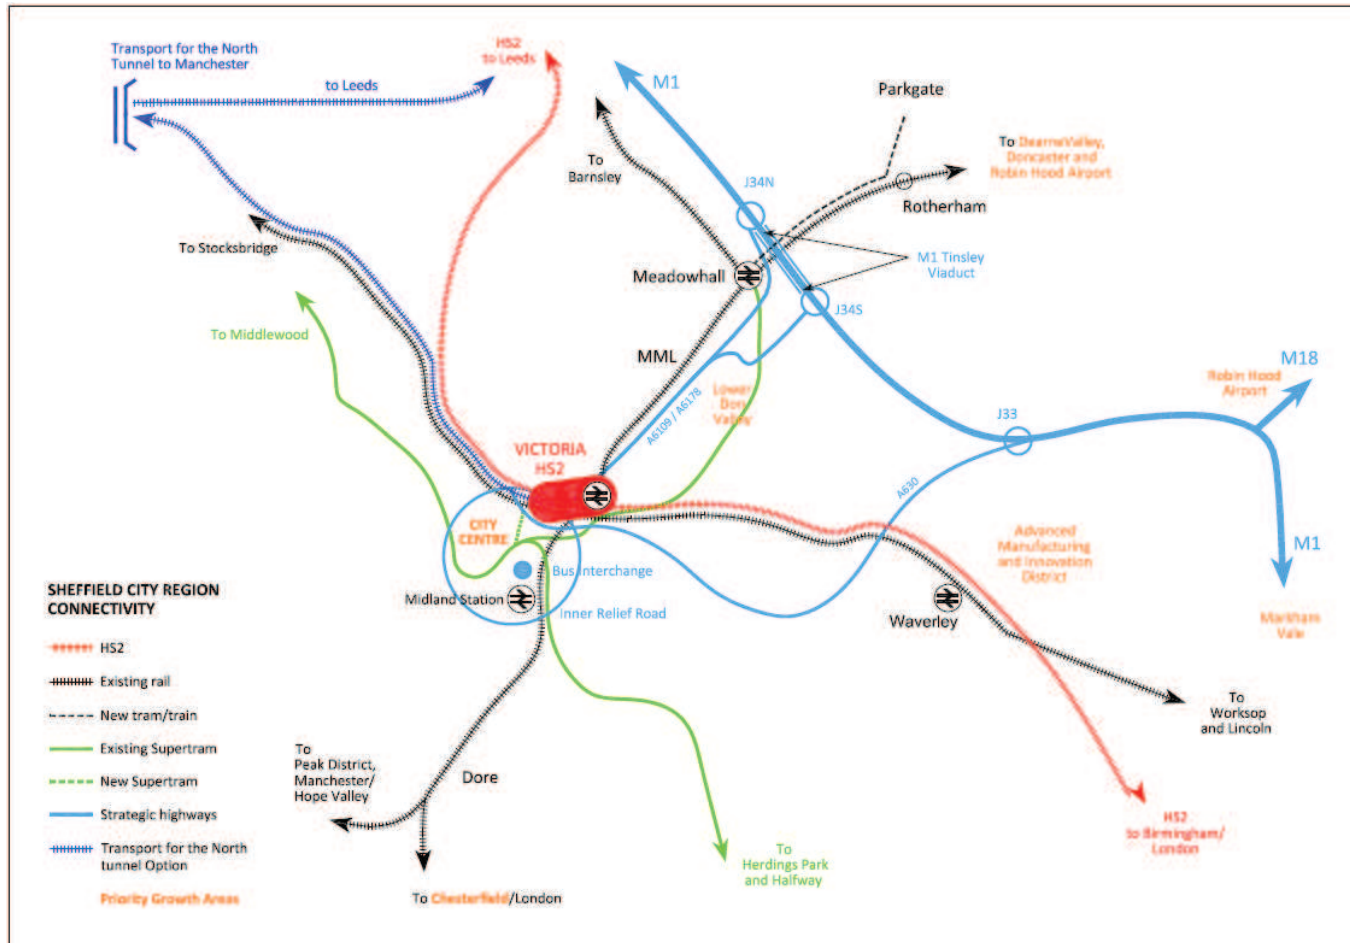 Transport for the North
Tunnel to Manchester
to Leeds
HS2
to Leeds
M1
Parkgate
To DearneValley,
Doncaster and
Robin Hood Airport
To
Barnsley
J34N
Rotherham
To Stocksbridge
Meadowhall
M1 Tinsley
Viaduct
J34S
To Middlewood
MML
M18
Robin Hood
Airport
Lower
Don
Valley
A6109 / A6178
J33
VICTORIA
HS2
A630
CITY
CENTRE
Advanced
Manufacturing
and Innovation
District
M1
Bus Interchange
Midland Station
Inner Relief Road
Waverley
Markham
Vale
SHEFFIELD CITY REGION
CONNECTIVITY
HS2
Existing rail
New tram/train
Existing Supertram
New Supertram
Strategic highways
Transport for the North
tunnel Option
Priority Growth Areas
To
Worksop
and Lincoln
To
Peak District,
Manchester/
Hope Valley
Dore
HS2
to Birmingham/
London
To
Herdings Park
and Halfway
To Chesterfield/London